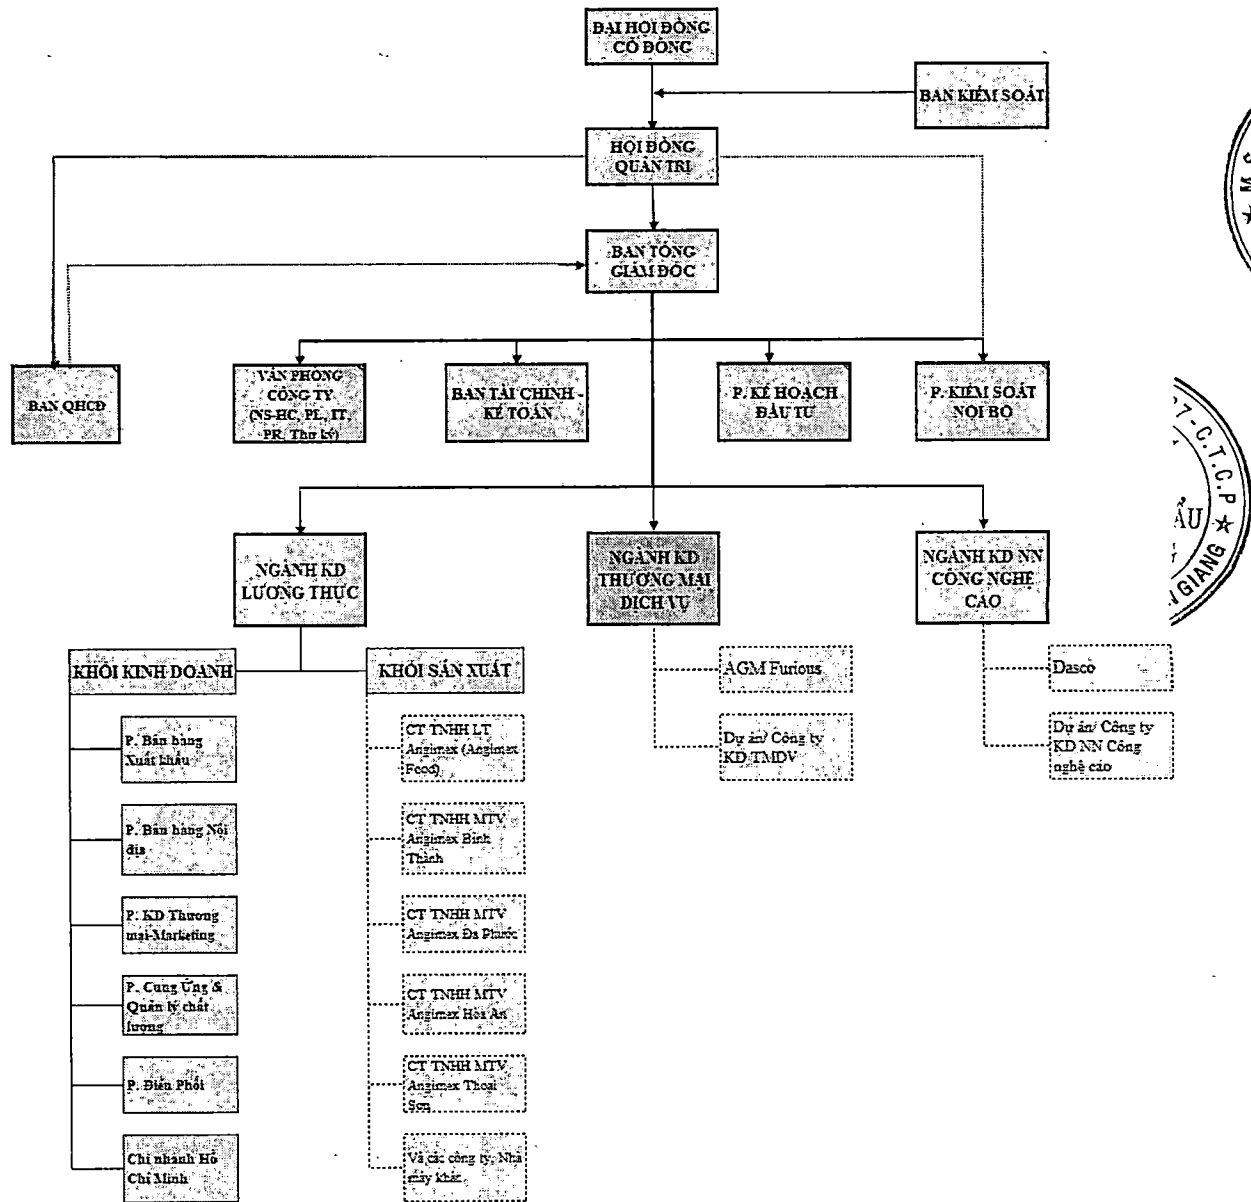 ĐẠI HỘI ĐỒNG
CỔ ĐÔNG
BAN KIỂM SOÁT
HỘI ĐỒNG
QUẢN TRỊ
BAN TỔNG
GIÁM ĐỐC
BAN QHCĐ
VĂN PHÒNG
CÔNG TY
(NS-HC, PL, IT,
PR, Thư ký)
BAN TÀI CHÍNH -
KẾ TOÁN
P. KẾ HOẠCH
ĐẦU TƯ
P. KIỂM SOÁT
NỘI BỘ
7-C.T.C.P ★
ẨU
GIANG
NGÀNH KD
LƯƠNG THỰC
NGÀNH KD
THƯƠNG MẠI
DỊCH VỤ
NGÀNH KD NN
CÔNG NGHỆ
CAO
KHỐI KINH DOANH
KHỐI SẢN XUẤT
AGM Furious
Dasco
P. Bán hàng
Xuất khẩu
CT TNHH LT
Angimex (Angimex
Food)
Dự án/ Công ty
KD TMDV
Dự án/ Công ty
KD NN Công
nghệ cao
P. Bán hàng Nội
địa
CT TNHH MTV
Angimex Bình
Thành
P. KD Thương
mại-Marketing
CT TNHH MTV
Angimex Đa Phước
P. Cung Ứng &
Quản lý chất
lượng
CT TNHH MTV
Angimex Hòa An
P. Điều Phối
CT TNHH MTV
Angimex Thoại
Sơn
Chi nhánh Hồ
Chí Minh
Và các công ty, Nhà
máy khác